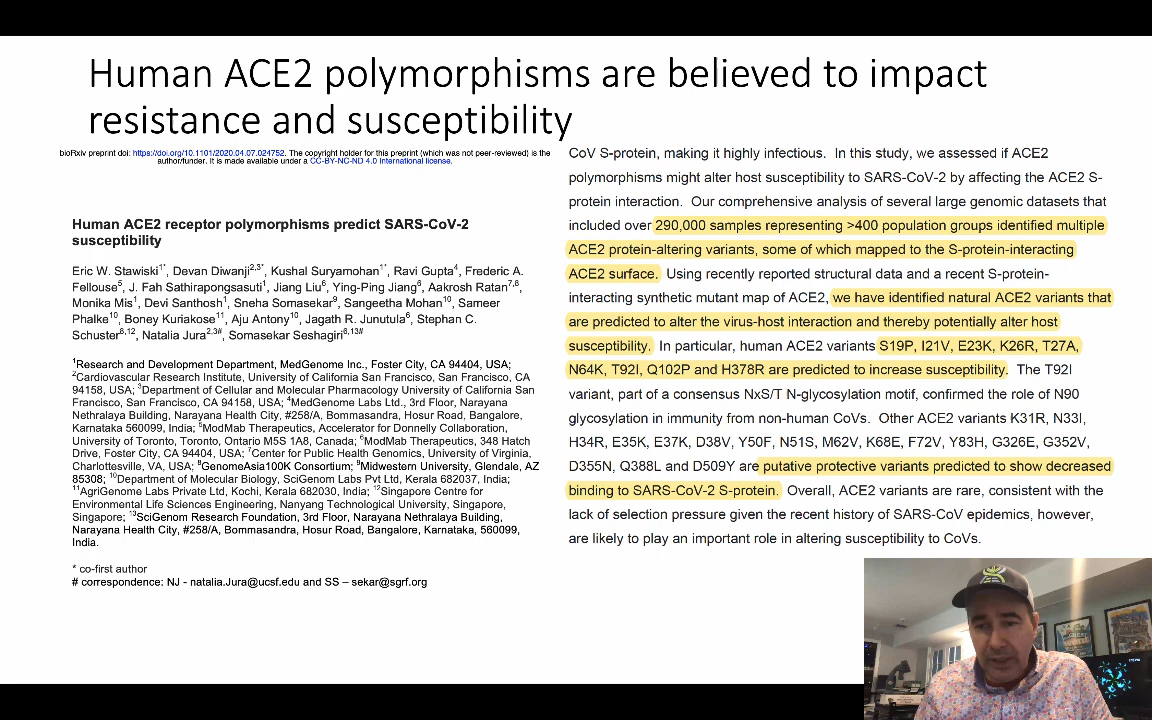 Human ACE2 polymorphisms are believed to impact
resistance and susceptibility
bioRxiv preprint doi: https://doi.org/10.1101/2020.04.07.024752. The copyright holder for this preprint (which was not peer-reviewed) is the
author/funder. It is made available under a CC-BY-NC-ND 4.0 International license.
Human ACE2 receptor polymorphisms predict SARS-CoV-2
susceptibility
Eric W. Stawiski1*, Devan Diwanji2,3*, Kushal Suryamohan1*, Ravi Gupta4, Frederic A.
Fellouse5, J. Fah Sathirapongsasuti1, Jiang Liu6, Ying-Ping Jiang6, Aakrosh Ratan7,8,
Monika Mis1, Devi Santhosh1, Sneha Somasekar9, Sangeetha Mohan10, Sameer
Phalke10, Boney Kuriakose11, Aju Antony10, Jagath R. Junutula6, Stephan C.
Schuster8,12, Natalia Jura2,3#, Somasekar Seshagiri6,13#
1Research and Development Department, MedGenome Inc., Foster City, CA 94404, USA;
2Cardiovascular Research Institute, University of California San Francisco, San Francisco, CA
94158, USA; 3Department of Cellular and Molecular Pharmacology University of California San
Francisco, San Francisco, CA 94158, USA; 4MedGenome Labs Ltd., 3rd Floor, Narayana
Nethralaya Building, Narayana Health City, #258/A, Bommasandra, Hosur Road, Bangalore,
Karnataka 560099, India; 5ModMab Therapeutics, Accelerator for Donnelly Collaboration,
University of Toronto, Toronto, Ontario M5S 1A8, Canada; 6ModMab Therapeutics, 348 Hatch
Drive, Foster City, CA 94404, USA; 7Center for Public Health Genomics, University of Virginia,
Charlottesville, VA, USA; 8GenomeAsia100K Consortium; 9Midwestern University, Glendale, AZ
85308; 10Department of Molecular Biology, SciGenom Labs Pvt Ltd, Kerala 682037, India;
11AgriGenome Labs Private Ltd, Kochi, Kerala 682030, India; 12Singapore Centre for
Environmental Life Sciences Engineering, Nanyang Technological University, Singapore,
Singapore; 13SciGenom Research Foundation, 3rd Floor, Narayana Nethralaya Building,
Narayana Health City, #258/A, Bommasandra, Hosur Road, Bangalore, Karnataka, 560099,
India.
* co-first author
# correspondence: NJ - natalia.Jura@ucsf.edu and SS – sekar@sgrf.org
CoV S-protein, making it highly infectious. In this study, we assessed if ACE2
polymorphisms might alter host susceptibility to SARS-CoV-2 by affecting the ACE2 S-
protein interaction. Our comprehensive analysis of several large genomic datasets that
included over 290,000 samples representing >400 population groups identified multiple
ACE2 protein-altering variants, some of which mapped to the S-protein-interacting
ACE2 surface. Using recently reported structural data and a recent S-protein-
interacting synthetic mutant map of ACE2, we have identified natural ACE2 variants that
are predicted to alter the virus-host interaction and thereby potentially alter host
susceptibility. In particular, human ACE2 variants S19P, I21V, E23K, K26R, T27A,
N64K, T92I, Q102P and H378R are predicted to increase susceptibility. The T92I
variant, part of a consensus NxS/T N-glycosylation motif, confirmed the role of N90
glycosylation in immunity from non-human CoVs. Other ACE2 variants K31R, N33I,
H34R, E35K, E37K, D38V, Y50F, N51S, M62V, K68E, F72V, Y83H, G326E, G352V,
D355N, Q388L and D509Y are putative protective variants predicted to show decreased
binding to SARS-CoV-2 S-protein. Overall, ACE2 variants are rare, consistent with the
lack of selection pressure given the recent history of SARS-CoV epidemics, however,
are likely to play an important role in altering susceptibility to CoVs.